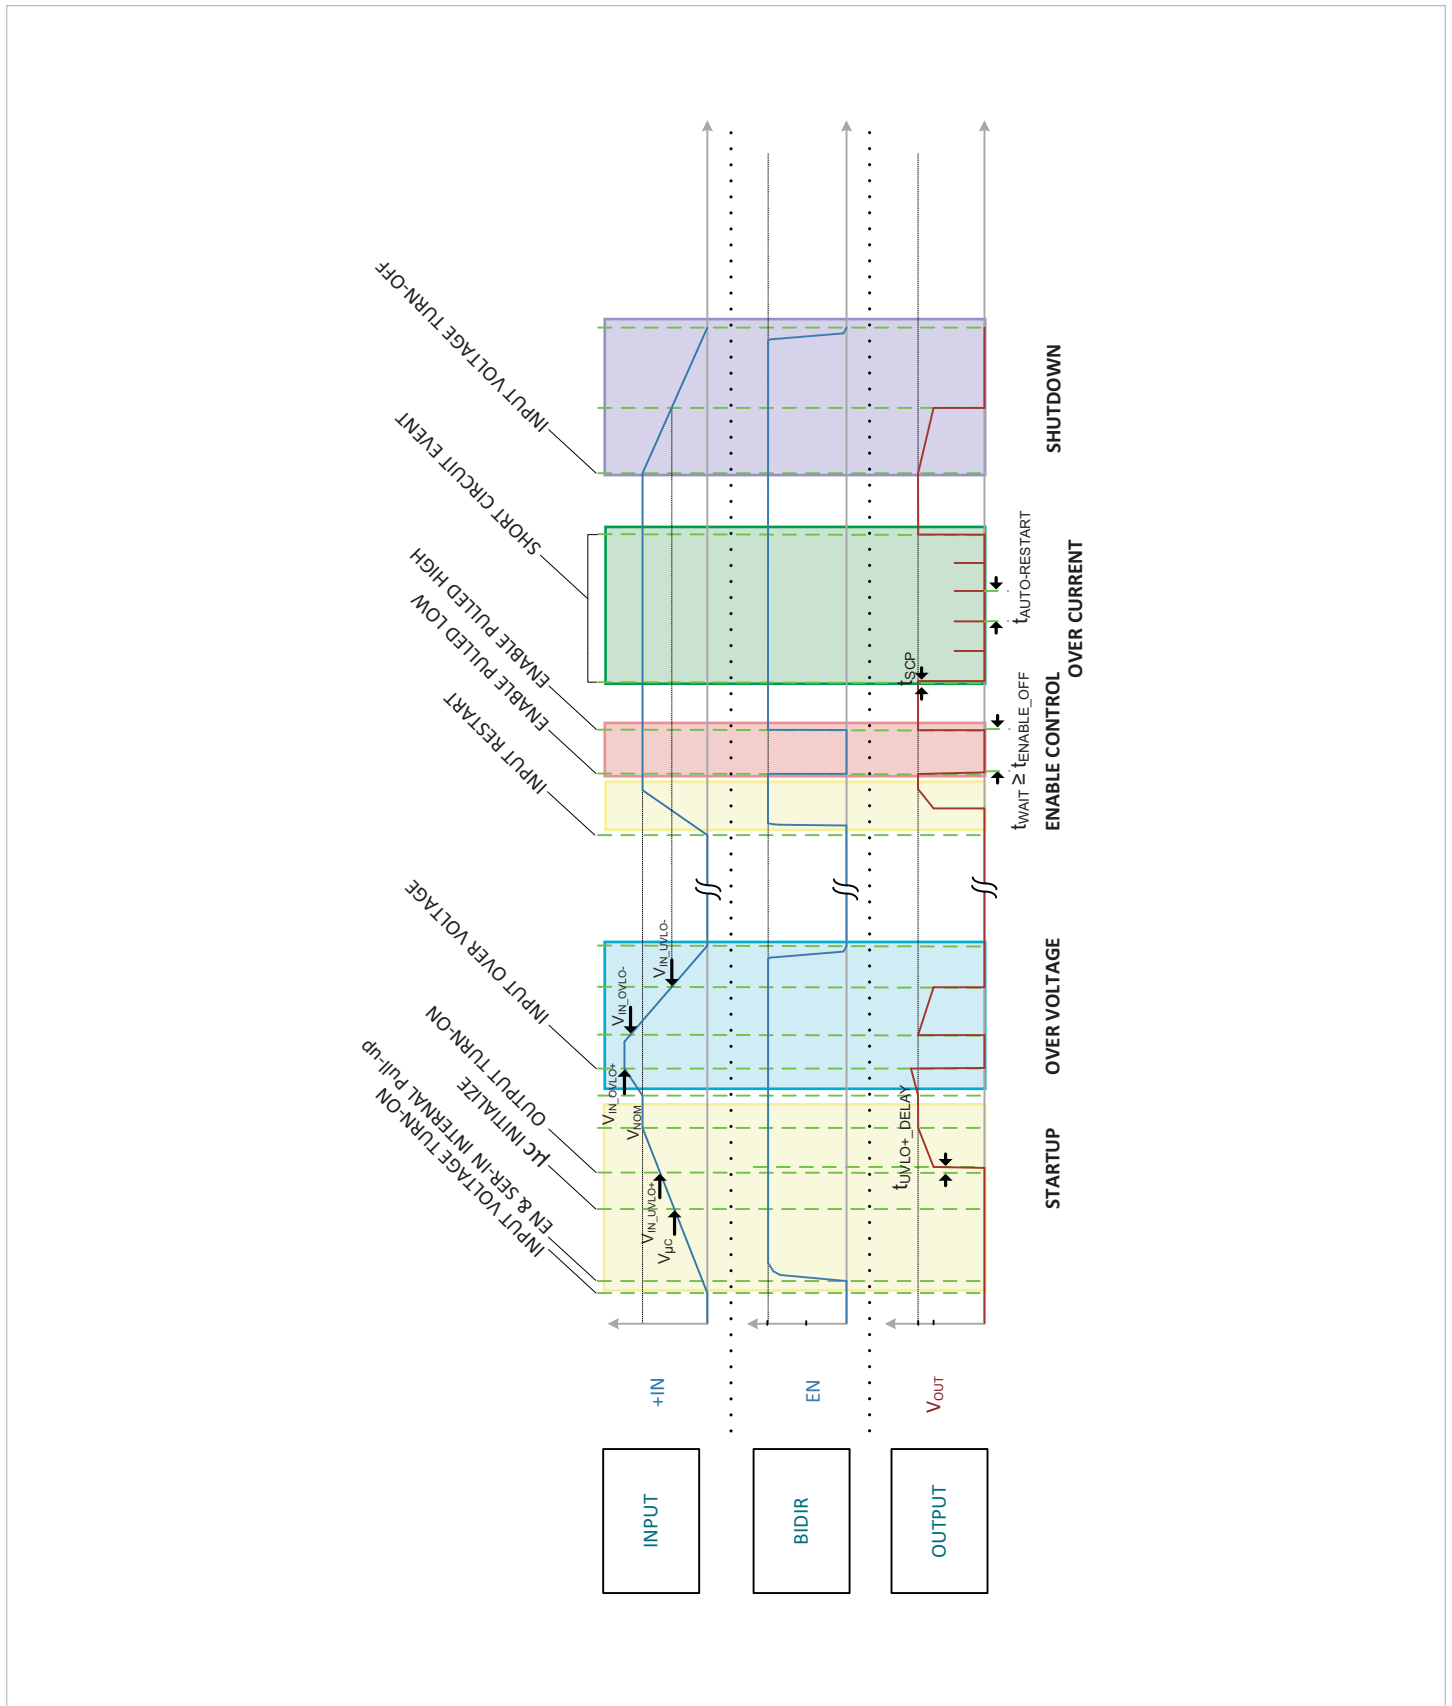 INPUT VOLTAGE TURN-ON
EN & SER-IN INTERNAL Pull-up
µC INITIALIZE
OUTPUT TURN-ON
INPUT OVER VOLTAGE
INPUT RESTART
ENABLE PULLED LOW
ENABLE PULLED HIGH
SHORT CIRCUIT EVENT
INPUT VOLTAGE TURN-OFF
INPUT
+IN
VµC
VIN_UVLO+
VNOM
VIN_OVLO+
VIN_OVLO-
VIN_UVLO-
BIDIR
EN
OUTPUT
VOUT
tUVLO+_DELAY
tSCP
tWAIT ≥ tENABLE_OFF
tAUTO-RESTART
STARTUP
OVER VOLTAGE
ENABLE CONTROL
OVER CURRENT
SHUTDOWN